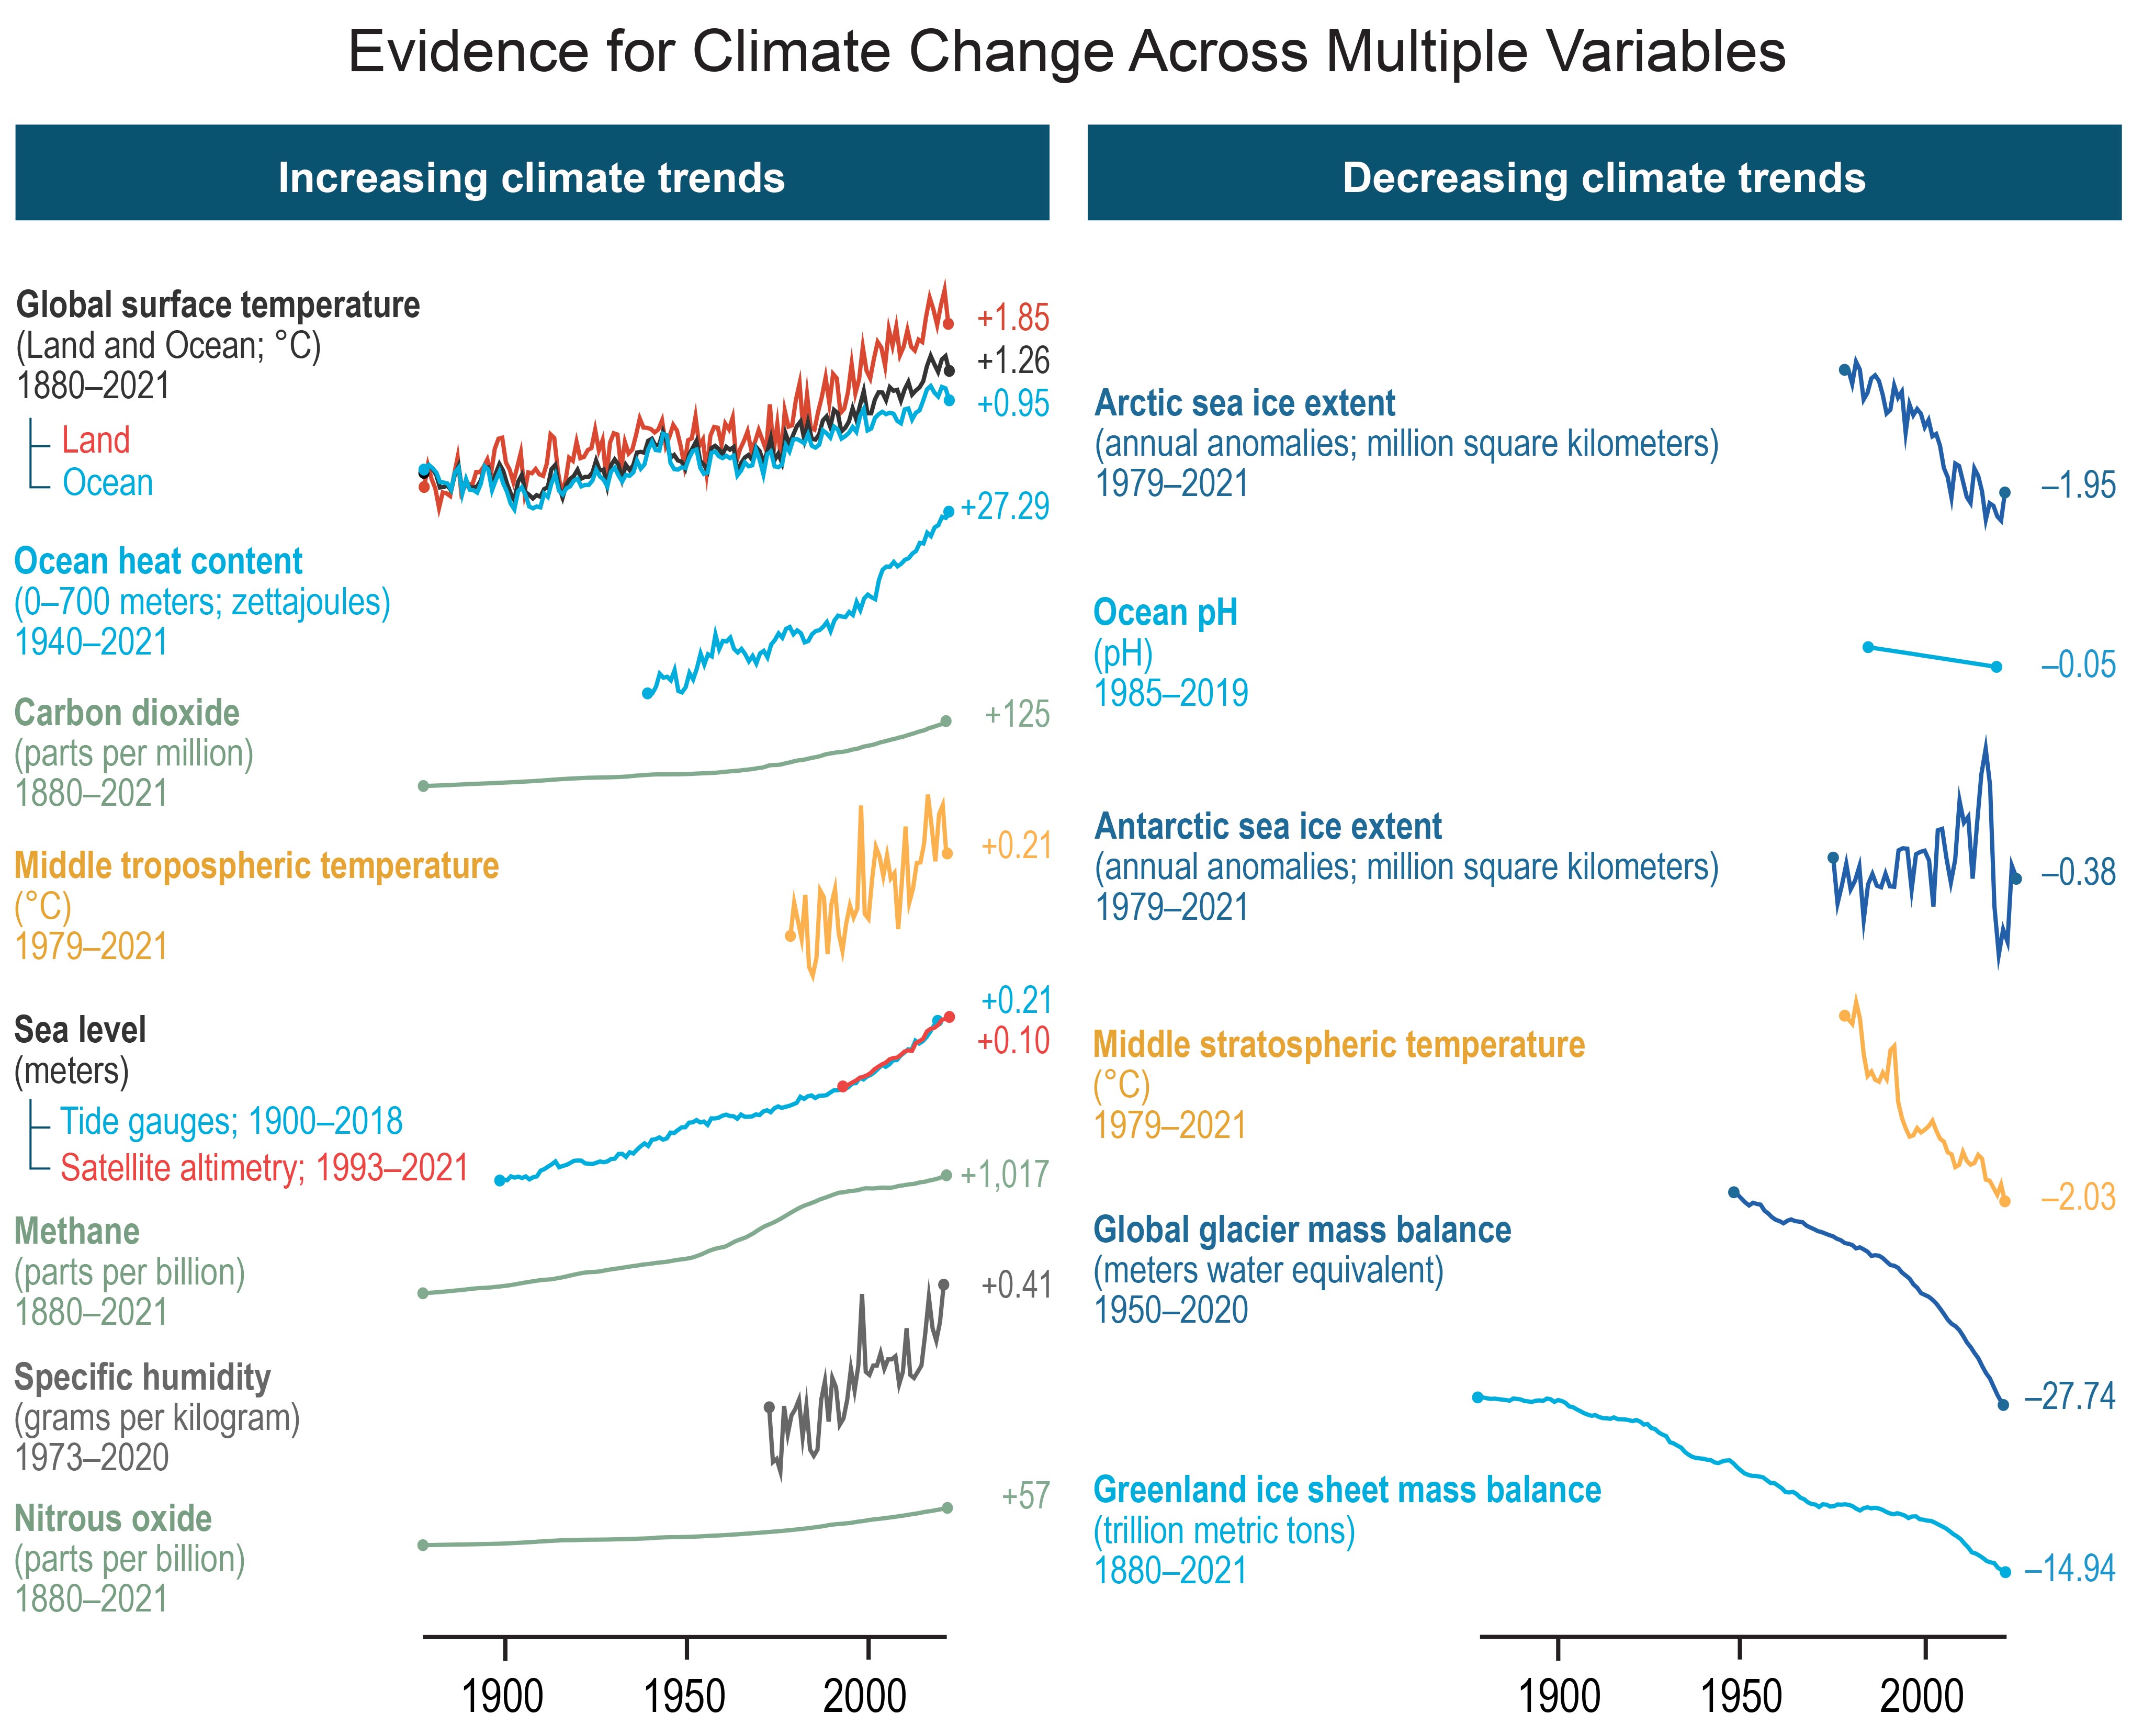 Evidence for Climate Change Across Multiple Variables
Increasing climate trends
Global surface temperature
(Land and Ocean; °C)
1880–2021
Land
Ocean
+1.85
+1.26
+0.95
Ocean heat content
(0–700 meters; zettajoules)
1940–2021
+27.29
Carbon dioxide
(parts per million)
1880–2021
+125
Middle tropospheric temperature
(°C)
1979–2021
+0.21
Sea level
(meters)
Tide gauges; 1900–2018
Satellite altimetry; 1993–2021
+0.21
+0.10
Methane
(parts per billion)
1880–2021
+1,017
Specific humidity
(grams per kilogram)
1973–2020
+0.41
Nitrous oxide
(parts per billion)
1880–2021
+57
1900 1950 2000
Decreasing climate trends
Arctic sea ice extent
(annual anomalies; million square kilometers)
1979–2021
–1.95
Ocean pH
(pH)
1985–2019
–0.05
Antarctic sea ice extent
(annual anomalies; million square kilometers)
1979–2021
–0.38
Middle stratospheric temperature
(°C)
1979–2021
–2.03
Global glacier mass balance
(meters water equivalent)
1950–2020
–27.74
Greenland ice sheet mass balance
(trillion metric tons)
1880–2021
–14.94
1900 1950 2000